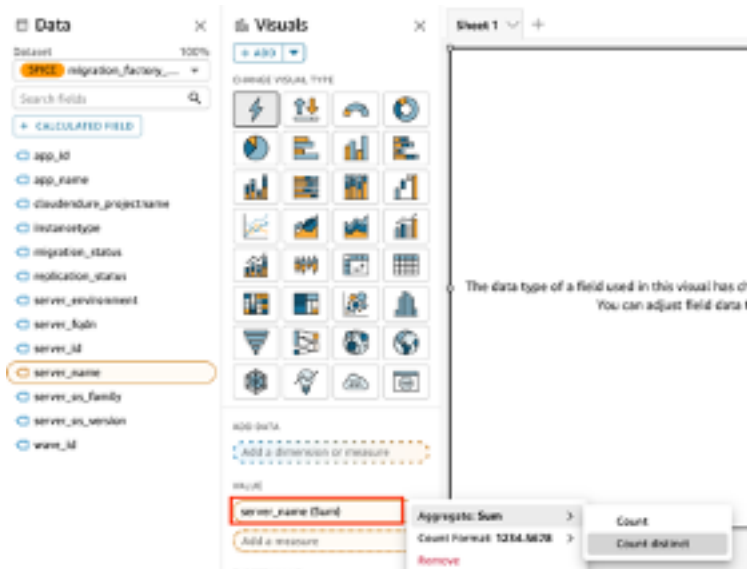 Data
Dataset 100%
SPICE migration_factory_...
Search fields
+ CALCULATED FIELD
app_id
app_name
cloudendure_projectname
instancetype
migration_status
replication_status
server_environment
server_fqdn
server_id
server_name
server_os_family
server_os_version
wave_id
Visuals
+ ADD
CHANGE VISUAL TYPE
ADD DATA
Add a dimension or measure
VALUE
server_name (Sum)
Add a measure
Sheet 1
The data type of a field used in this visual has ch
You can adjust field data t
Aggregate: Sum
Count Format: 1234.5678
Remove
Count
Count distinct